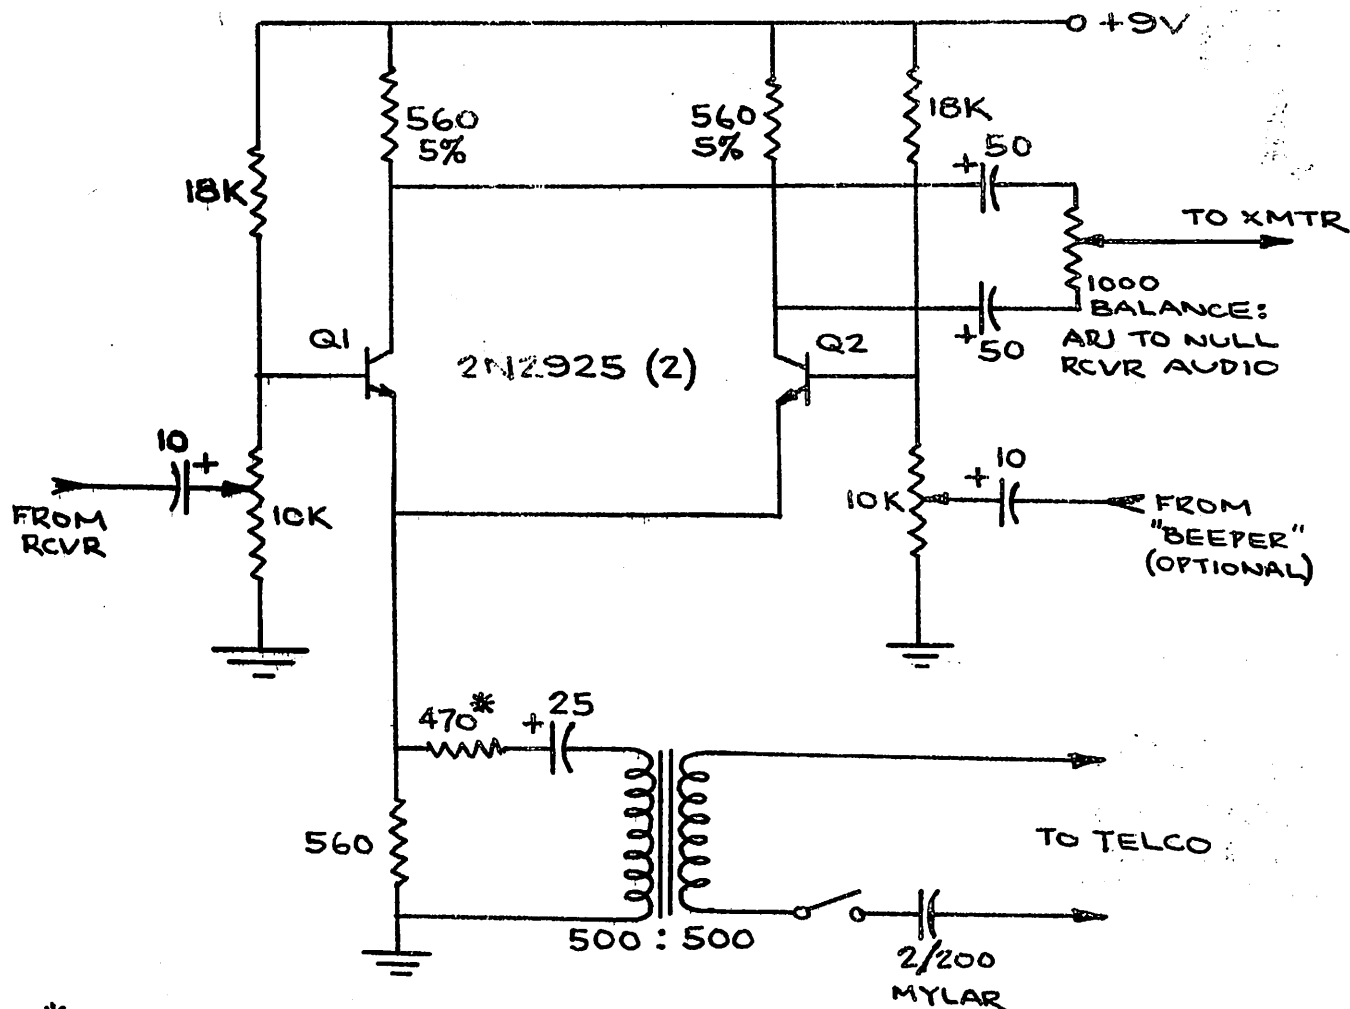 +9V
560
5%
560
5%
18K
18K
+
50
TO XMTR
1000
BALANCE:
ADJ TO NULL
RCVR AUDIO
+
50
Q1
2N2925 (2)
Q2
10
+
10K
FROM
RCVR
+
10
10K
FROM
"BEEPER"
(OPTIONAL)
470*
+
25
560
500 : 500
TO TELCO
2/200
MYLAR
*